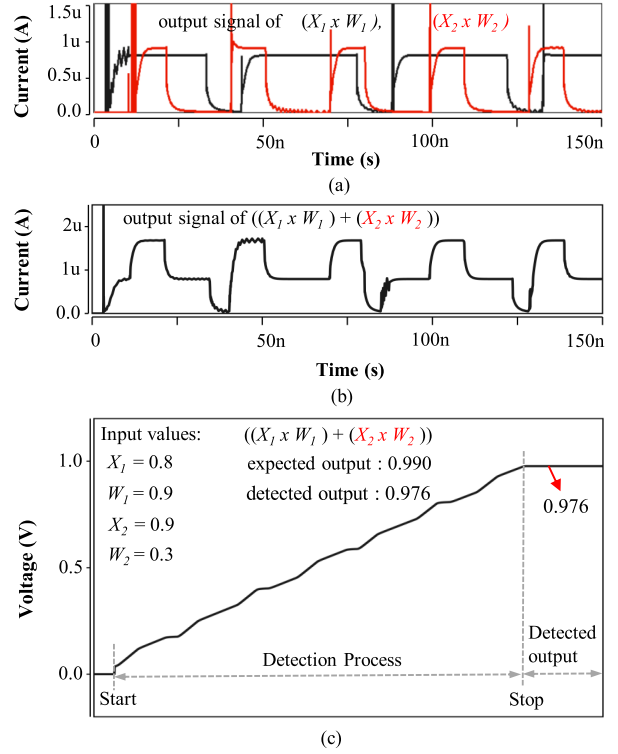 output signal of (X1 x W1), (X2 x W2)
Current (A)
1.5u
1u
0.5u
0.0
0 50n 100n 150n
Time (s)
(a)
output signal of ((X1 x W1) + (X2 x W2))
Current (A)
2u
1u
0.0
0 50n 100n 150n
Time (s)
(b)
Input values: ((X1 x W1) + (X2 x W2))
X1 = 0.8 expected output : 0.990
W1 = 0.9 detected output : 0.976
X2 = 0.9
W2 = 0.3
0.976
Voltage (V)
1.0
0.5
0.0
Detection Process
Detected
output
Start
Stop
(c)